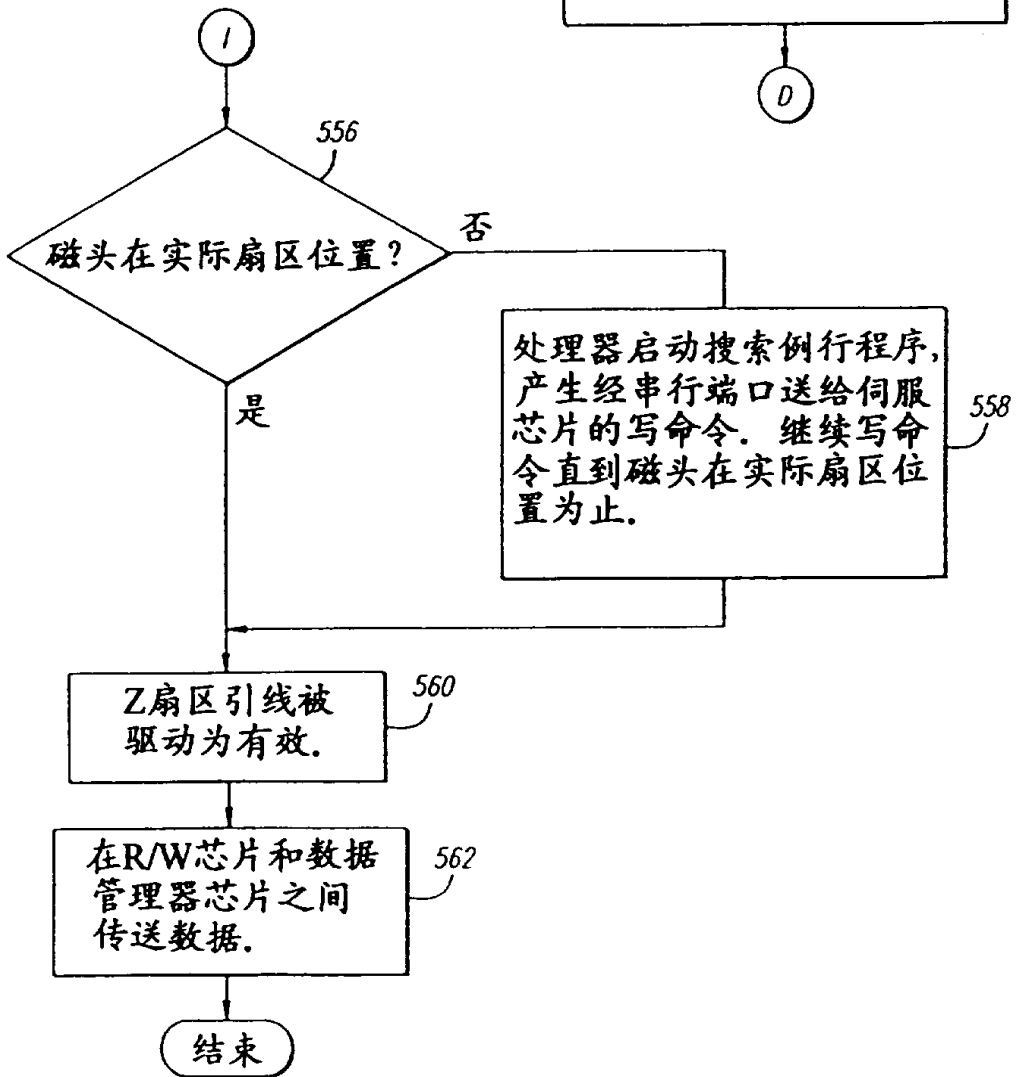 I
D
556
磁头在实际扇区位置?
否
是
处理器启动搜索例行程序,
产生经串行端口送给伺服
芯片的写命令. 继续写命
令直到磁头在实际扇区位
置为止.
558
Z扇区引线被
驱动为有效.
560
在R/W芯片和数据
管理器芯片之间
传送数据.
562
结束